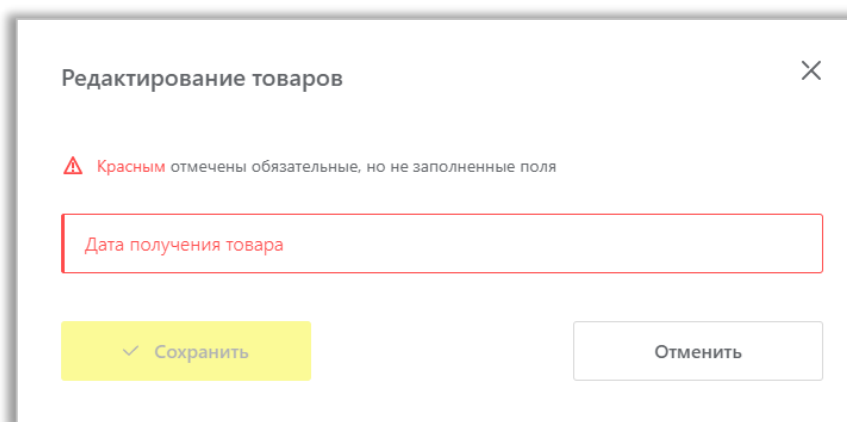 Редактирование товаров
Красным отмечены обязательные, но не заполненные поля
Дата получения товара
Сохранить
Отменить